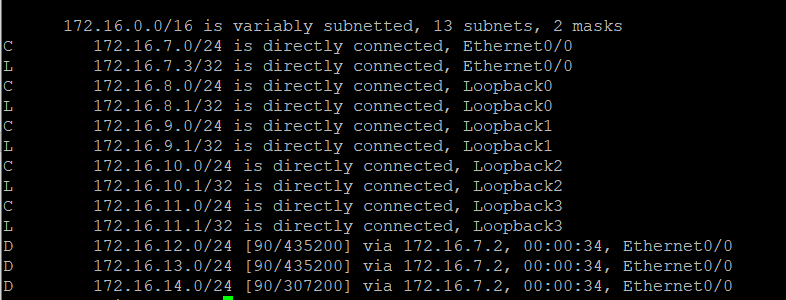 172.16.0.0/16 is variably subnetted, 13 subnets, 2 masks
C 172.16.7.0/24 is directly connected, Ethernet0/0
L 172.16.7.3/32 is directly connected, Ethernet0/0
C 172.16.8.0/24 is directly connected, Loopback0
L 172.16.8.1/32 is directly connected, Loopback0
C 172.16.9.0/24 is directly connected, Loopback1
L 172.16.9.1/32 is directly connected, Loopback1
C 172.16.10.0/24 is directly connected, Loopback2
L 172.16.10.1/32 is directly connected, Loopback2
C 172.16.11.0/24 is directly connected, Loopback3
L 172.16.11.1/32 is directly connected, Loopback3
D 172.16.12.0/24 [90/435200] via 172.16.7.2, 00:00:34, Ethernet0/0
D 172.16.13.0/24 [90/435200] via 172.16.7.2, 00:00:34, Ethernet0/0
D 172.16.14.0/24 [90/307200] via 172.16.7.2, 00:00:34, Ethernet0/0